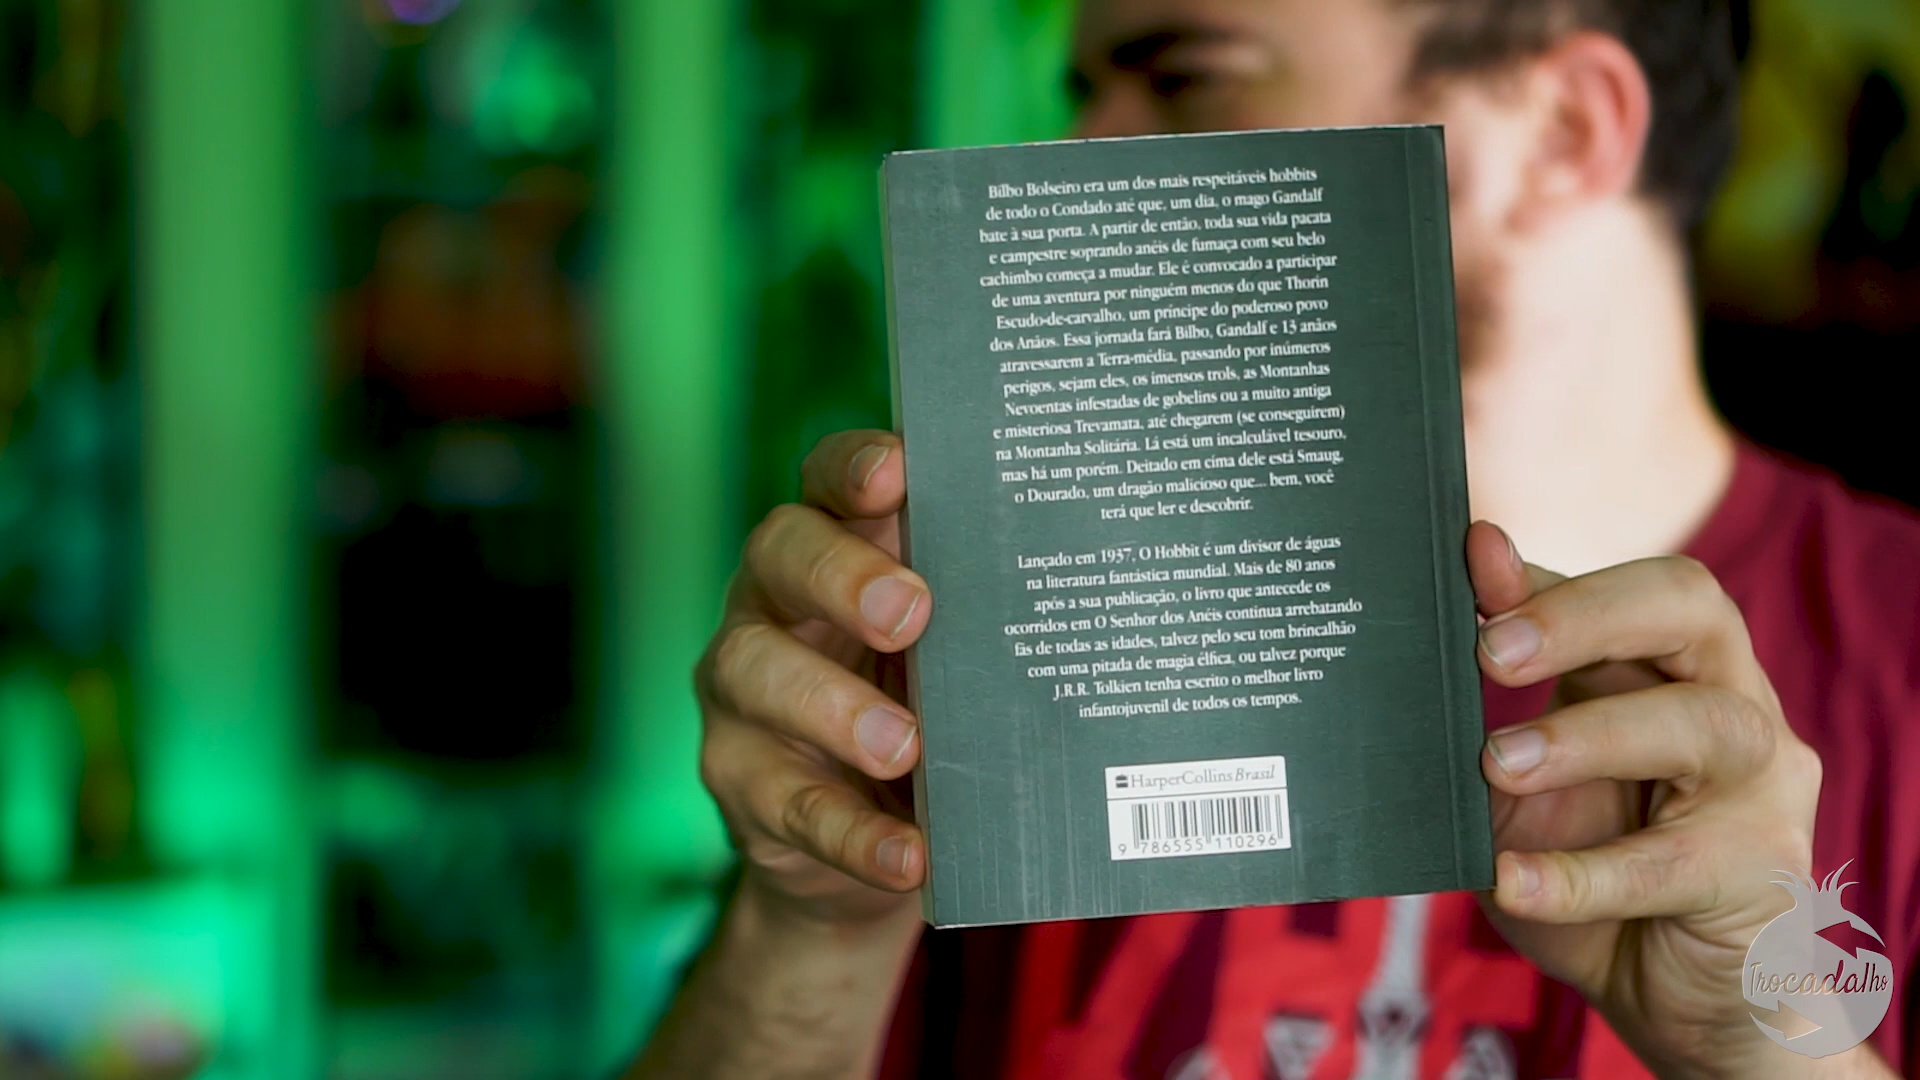 Bilbo Bolseiro era um dos mais respeitáveis hobbits
de todo o Condado até que, um dia, o mago Gandalf
bate à sua porta. A partir de então, toda sua vida pacata
e campestre soprando anéis de fumaça com seu belo
cachimbo começa a mudar. Ele é convocado a participar
de uma aventura por ninguém menos do que Thorin
Escudo-de-carvalho, um príncipe do poderoso povo
dos Anãos. Essa jornada fará Bilbo, Gandalf e 13 anãos
atravessarem a Terra-média, passando por inúmeros
perigos, sejam eles, os imensos trols, as Montanhas
Nevoentas infestadas de gobelins ou a muito antiga
e misteriosa Trevamata, até chegarem (se conseguirem)
na Montanha Solitária. Lá está um incalculável tesouro,
mas há um porém. Deitado em cima dele está Smaug,
o Dourado, um dragão malicioso que... bem, você
terá que ler e descobrir.
Lançado em 1937, O Hobbit é um divisor de águas
na literatura fantástica mundial. Mais de 80 anos
após a sua publicação, o livro que antecede os
ocorridos em O Senhor dos Anéis continua arrebatando
fãs de todas as idades, talvez pelo seu tom brincalhão
com uma pitada de magia élfica, ou talvez porque
J.R.R. Tolkien tenha escrito o melhor livro
infantojuvenil de todos os tempos.
HarperCollins Brasil
9 786555 110296
Trocadalho